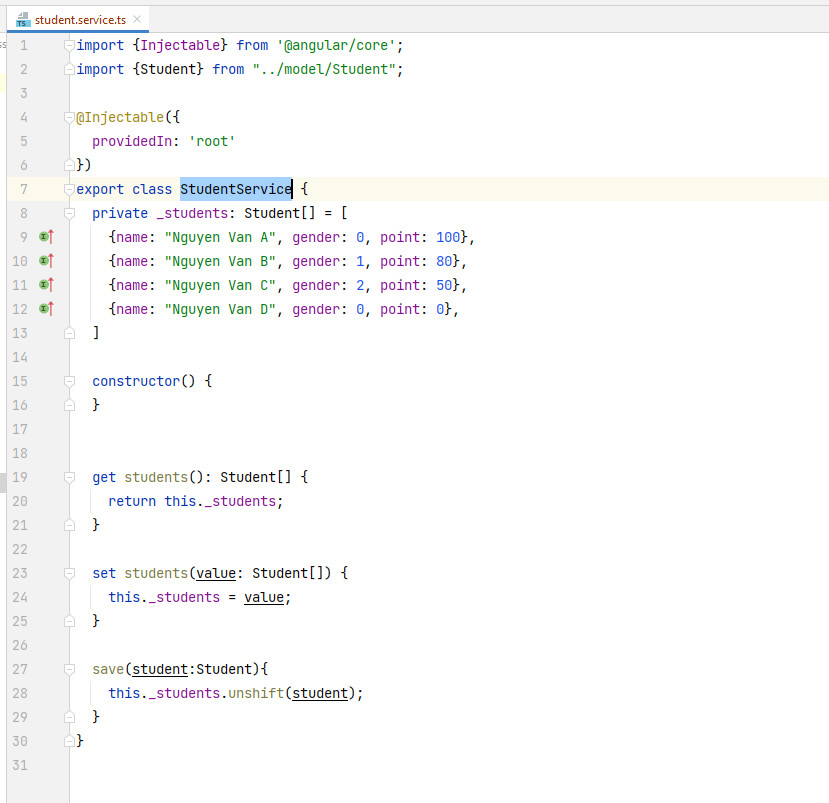 student.service.ts
1 import {Injectable} from '@angular/core';
2 import {Student} from "../model/Student";
3
4 @Injectable({
5   providedIn: 'root'
6 })
7 export class StudentService {
8   private _students: Student[] = [
9     {name: "Nguyen Van A", gender: 0, point: 100},
10     {name: "Nguyen Van B", gender: 1, point: 80},
11     {name: "Nguyen Van C", gender: 2, point: 50},
12     {name: "Nguyen Van D", gender: 0, point: 0},
13   ]
14
15   constructor() {
16   }
17
18
19   get students(): Student[] {
20     return this._students;
21   }
22
23   set students(value: Student[]) {
24     this._students = value;
25   }
26
27   save(student:Student){
28     this._students.unshift(student);
29   }
30 }
31